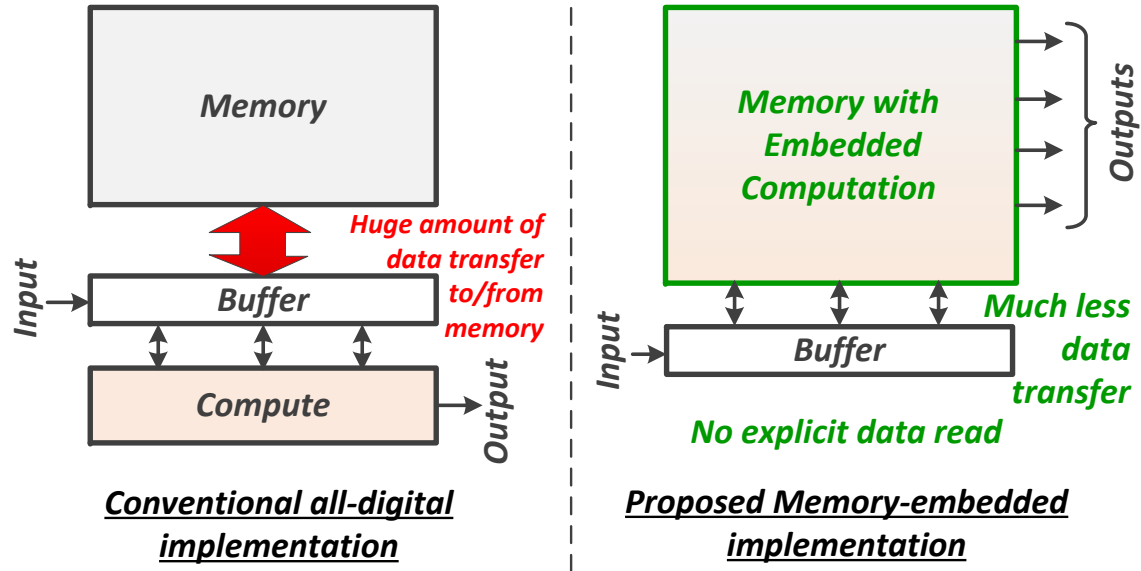 Memory
Huge amount of
data transfer
to/from
memory
Input
Buffer
Compute
Output
Conventional all-digital
implementation
Memory with
Embedded
Computation
Outputs
Much less
data
transfer
Input
Buffer
No explicit data read
Proposed Memory-embedded
implementation